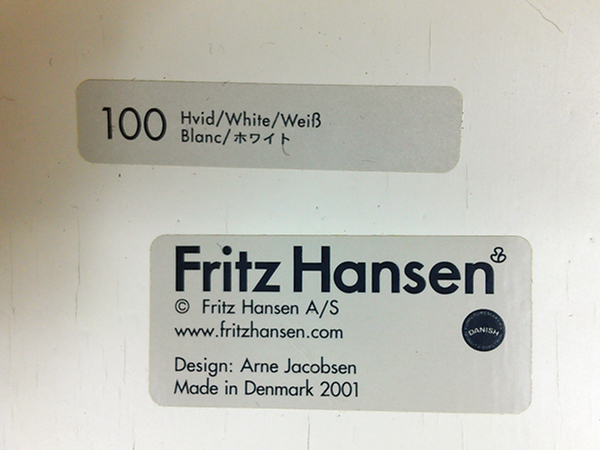 100 Hvid/White/Weiß
Blanc/ホワイト
Fritz Hansen
© Fritz Hansen A/S
www.fritzhansen.com
DANISH
Design: Arne Jacobsen
Made in Denmark 2001